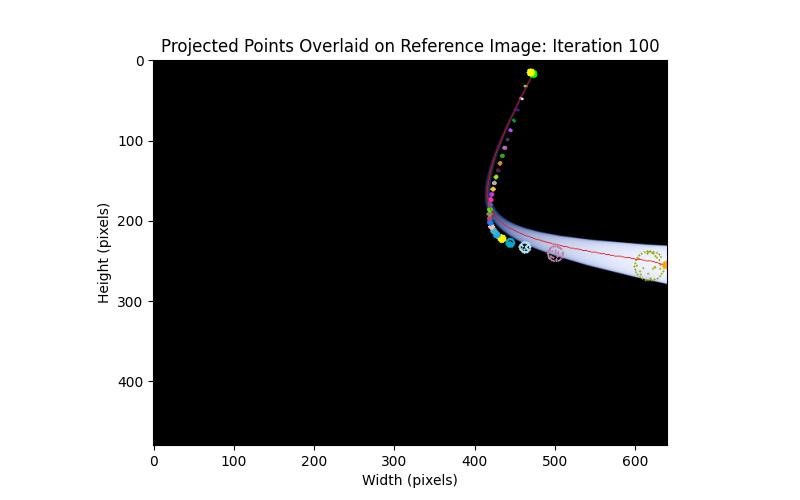 Projected Points Overlaid on Reference Image: Iteration 100
0
100
200
300
400
Height (pixels)
0 100 200 300 400 500 600
Width (pixels)